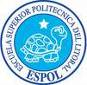 ESCUELA SUPERIOR POLITECNICA DEL LITORAL
ESPOL